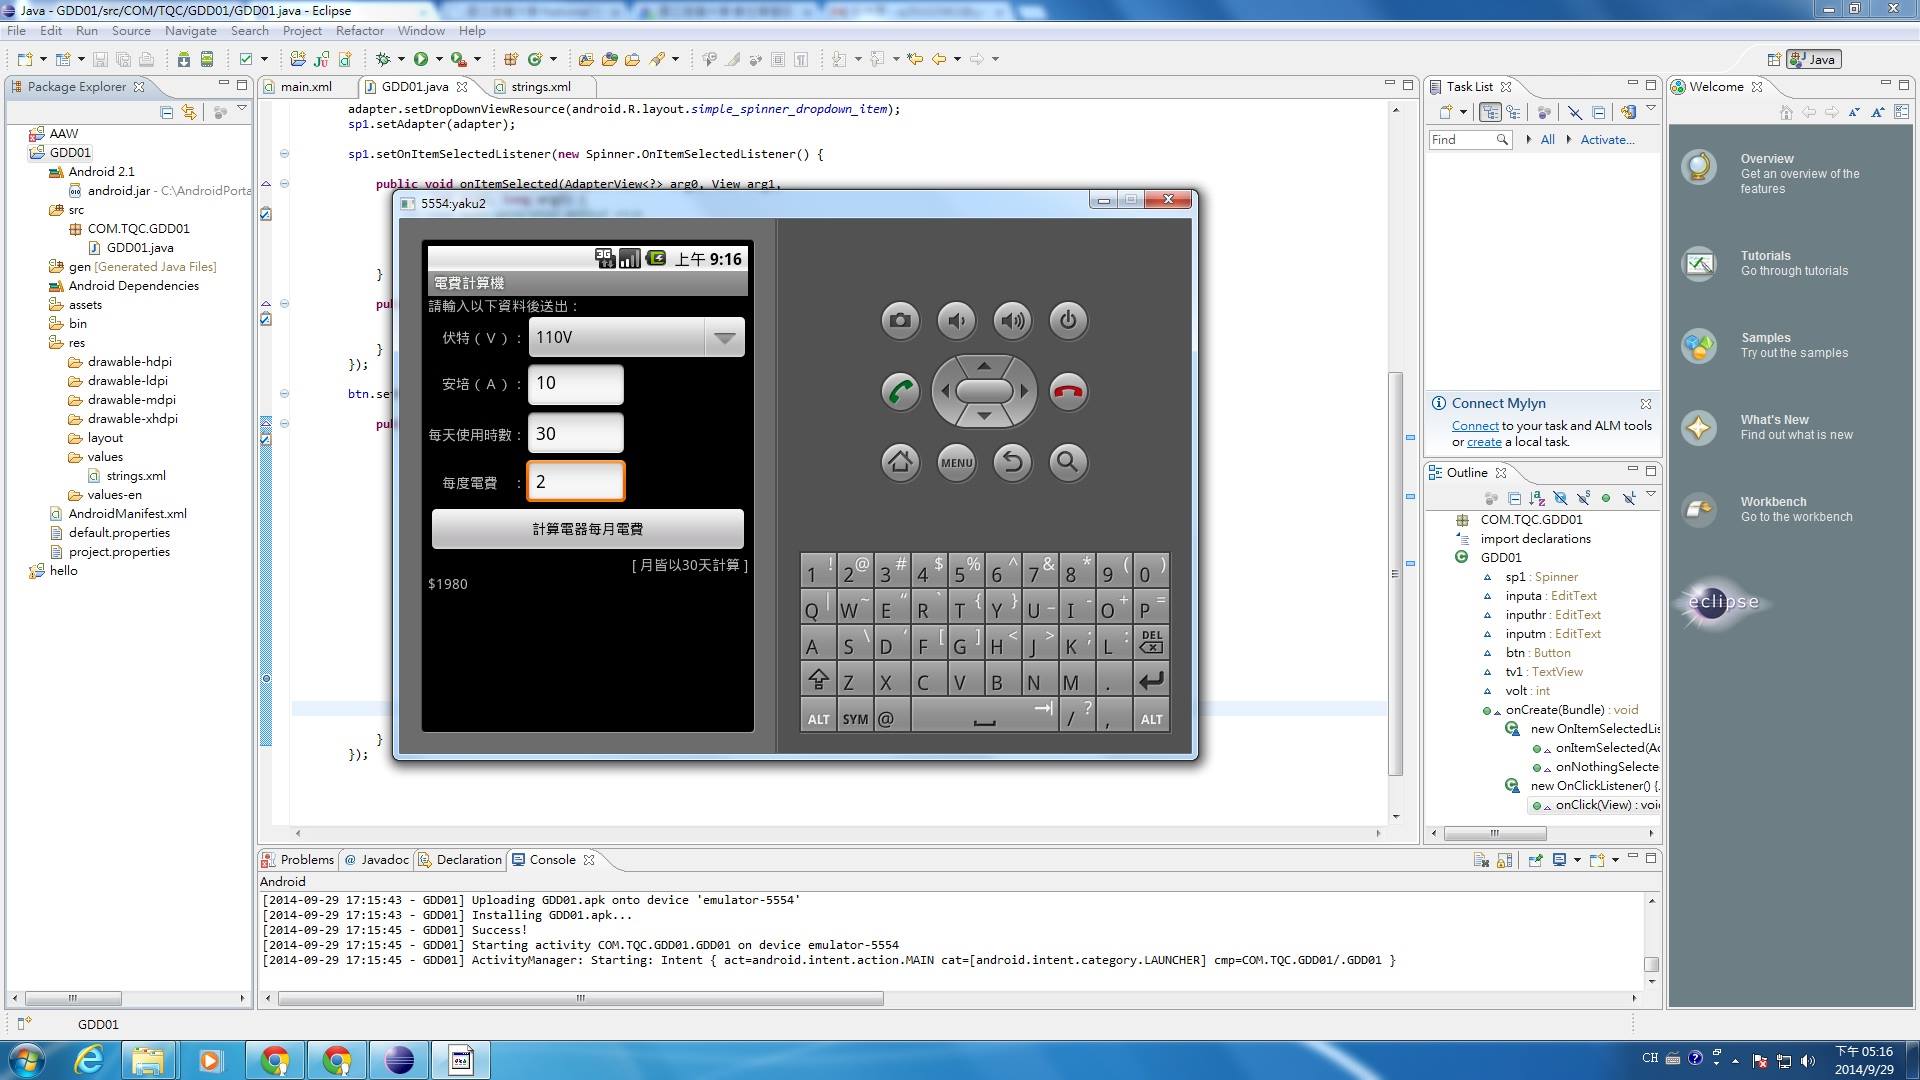 Java - GDD01/src/COM/TQC/GDD01/GDD01.java - Eclipse
File Edit Run Source Navigate Search Project Refactor Window Help
Java
Package Explorer
AAW
GDD01
Android 2.1
android.jar - C:\AndroidPorta
src
COM.TQC.GDD01
GDD01.java
gen [Generated Java Files]
Android Dependencies
assets
bin
res
drawable-hdpi
drawable-ldpi
drawable-mdpi
drawable-xhdpi
layout
values
strings.xml
values-en
AndroidManifest.xml
default.properties
project.properties
hello
main.xml GDD01.java strings.xml
adapter.setDropDownViewResource(android.R.layout.simple_spinner_dropdown_item);
sp1.setAdapter(adapter);
sp1.setOnItemSelectedListener(new Spinner.OnItemSelectedListener() {
public void onItemSelected(AdapterView<?> arg0, View arg1,
}
pu
}
});
btn.se
pu
}
});
5554:yaku2
3G 上午 9:16
電費計算機
請輸入以下資料後送出：
伏特（V）： 110V
安培（A）： 10
每天使用時數： 30
每度電費 ： 2
計算電器每月電費
[ 月皆以30天計算 ]
$1980
MENU
1 ! 2 @ 3 # 4 $ 5 % 6 ^ 7 & 8 * 9 ( 0 )
Q | W ~ E " R ` T { Y } U _ I - O + P =
A S \ D ' F [ G ] H < J > K ; L : DEL
Z X C V B N M .
ALT SYM @ / ? , ALT
Task List
Find All Activate...
Connect Mylyn
Connect to your task and ALM tools
or create a local task.
Outline
COM.TQC.GDD01
import declarations
GDD01
sp1 : Spinner
inputa : EditText
inputhr : EditText
inputm : EditText
btn : Button
tv1 : TextView
volt : int
onCreate(Bundle) : void
new OnItemSelectedLis
onItemSelected(Ac
onNothingSelecte
new OnClickListener() {.
onClick(View) : voi
Welcome
Overview
Get an overview of the
features
Tutorials
Go through tutorials
Samples
Try out the samples
What's New
Find out what is new
Workbench
Go to the workbench
eclipse
Problems @ Javadoc Declaration Console
Android
[2014-09-29 17:15:43 - GDD01] Uploading GDD01.apk onto device 'emulator-5554'
[2014-09-29 17:15:43 - GDD01] Installing GDD01.apk...
[2014-09-29 17:15:45 - GDD01] Success!
[2014-09-29 17:15:45 - GDD01] Starting activity COM.TQC.GDD01.GDD01 on device emulator-5554
[2014-09-29 17:15:45 - GDD01] ActivityManager: Starting: Intent { act=android.intent.action.MAIN cat=[android.intent.category.LAUNCHER] cmp=COM.TQC.GDD01/.GDD01 }
GDD01
CH
下午 05:16
2014/9/29